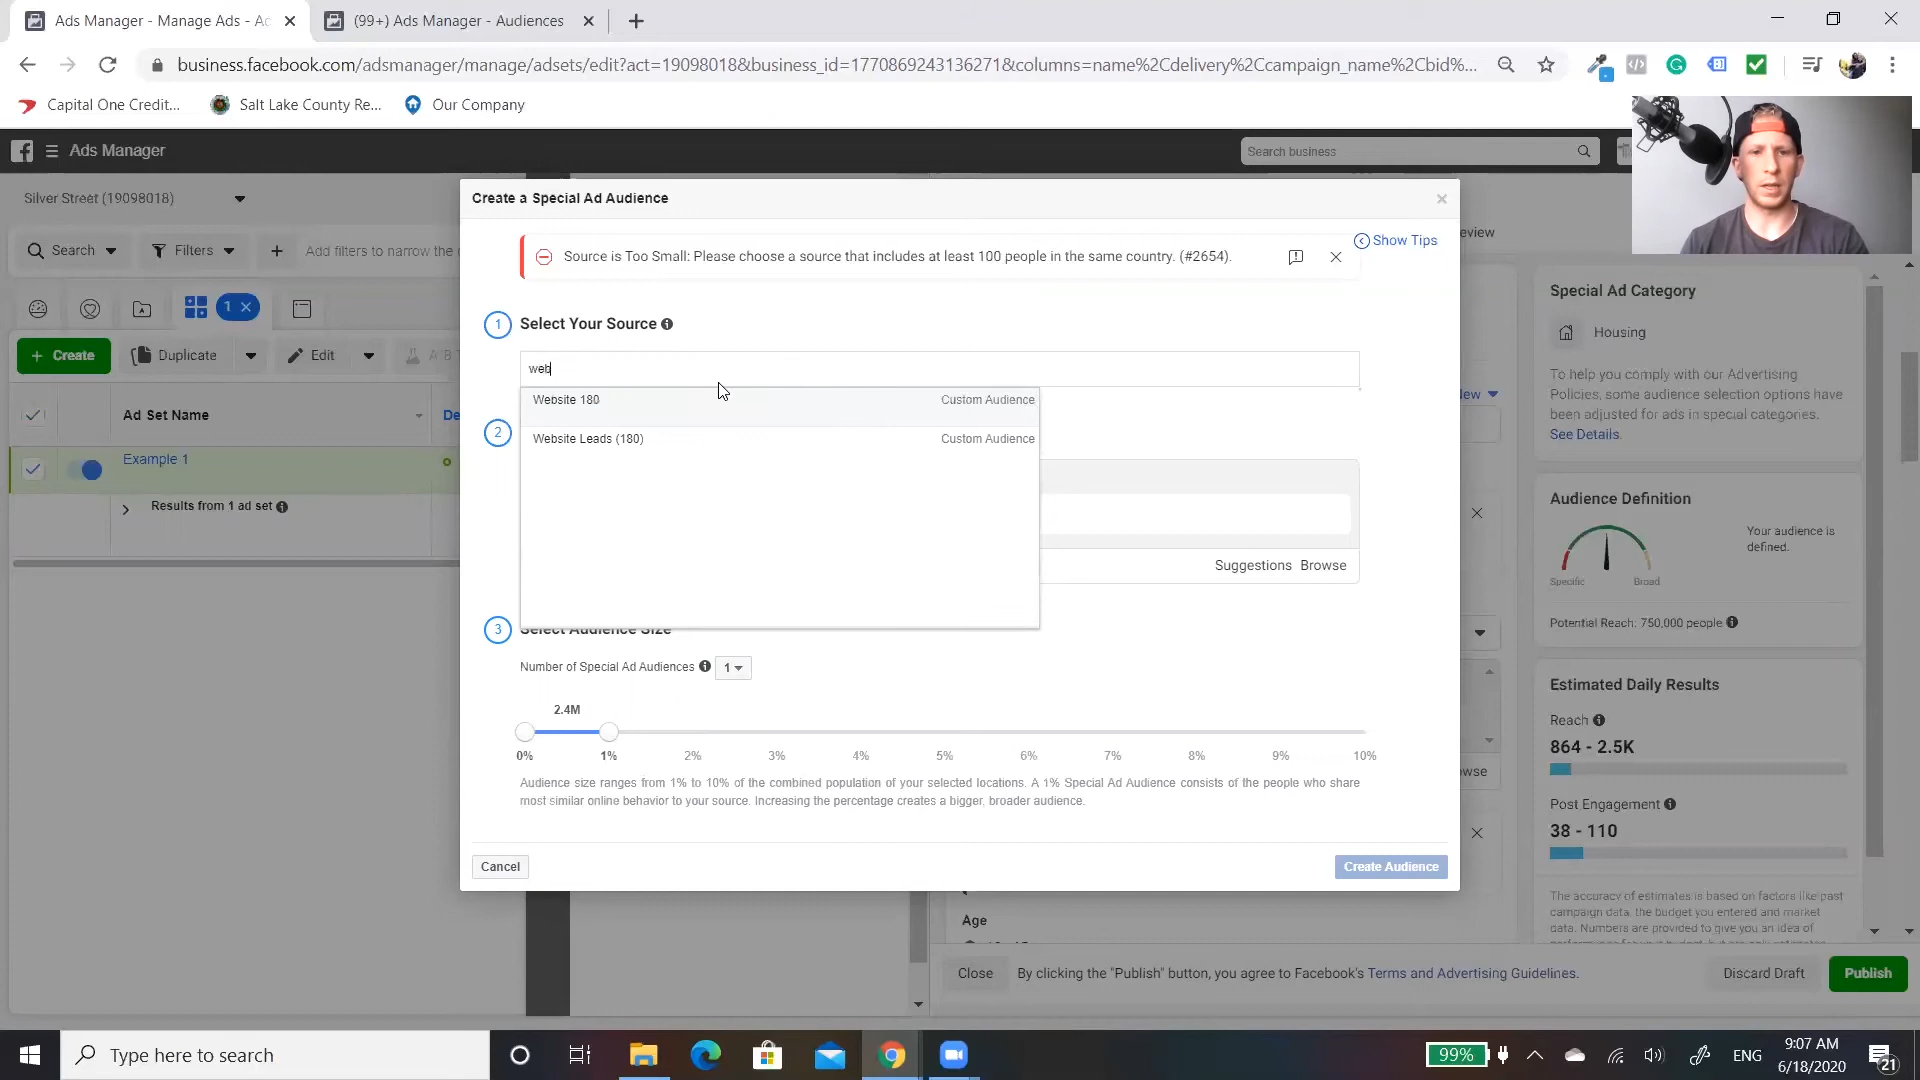 Ads Manager - Manage Ads - Ac
(99+) Ads Manager - Audiences
business.facebook.com/adsmanager/manage/adsets/edit?act=19098018&business_id=1770869243136271&columns=name%2Cdelivery%2Ccampaign_name%2Cbid%...
Capital One Credit...
Salt Lake County Re...
Our Company
Ads Manager
Search business
Silver Street (19098018)
Search
Filters
Add filters to narrow the
1
Create
Duplicate
Edit
A B T
Ad Set Name
De
Example 1
Results from 1 ad set
Create a Special Ad Audience
Source is Too Small: Please choose a source that includes at least 100 people in the same country. (#2654).
Show Tips
1 Select Your Source
web
Website 180 Custom Audience
Website Leads (180) Custom Audience
2
Suggestions Browse
3 Select Audience Size
Number of Special Ad Audiences 1
2.4M
0% 1% 2% 3% 4% 5% 6% 7% 8% 9% 10%
Audience size ranges from 1% to 10% of the combined population of your selected locations. A 1% Special Ad Audience consists of the people who share
most similar online behavior to your source. Increasing the percentage creates a bigger, broader audience.
Cancel
Create Audience
eview
New
wse
Age
Special Ad Category
Housing
To help you comply with our Advertising
Policies, some audience selection options have
been adjusted for ads in special categories.
See Details.
Audience Definition
Your audience is
defined.
Specific Broad
Potential Reach: 750,000 people
Estimated Daily Results
Reach
864 - 2.5K
Post Engagement
38 - 110
The accuracy of estimates is based on factors like past
campaign data, the budget you entered and market
data. Numbers are provided to give you an idea of
Close
By clicking the "Publish" button, you agree to Facebook's Terms and Advertising Guidelines.
Discard Draft
Publish
Type here to search
99%
ENG
9:07 AM
6/18/2020
21